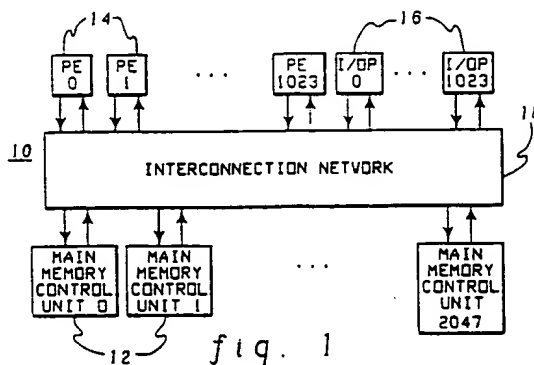 14
16
PE 0
PE 1
...
PE 1023
I/OP 0
...
I/OP 1023
10
INTERCONNECTION NETWORK
MAIN MEMORY CONTROL UNIT 0
MAIN MEMORY CONTROL UNIT 1
...
MAIN MEMORY CONTROL UNIT 2047
12
fig. 1